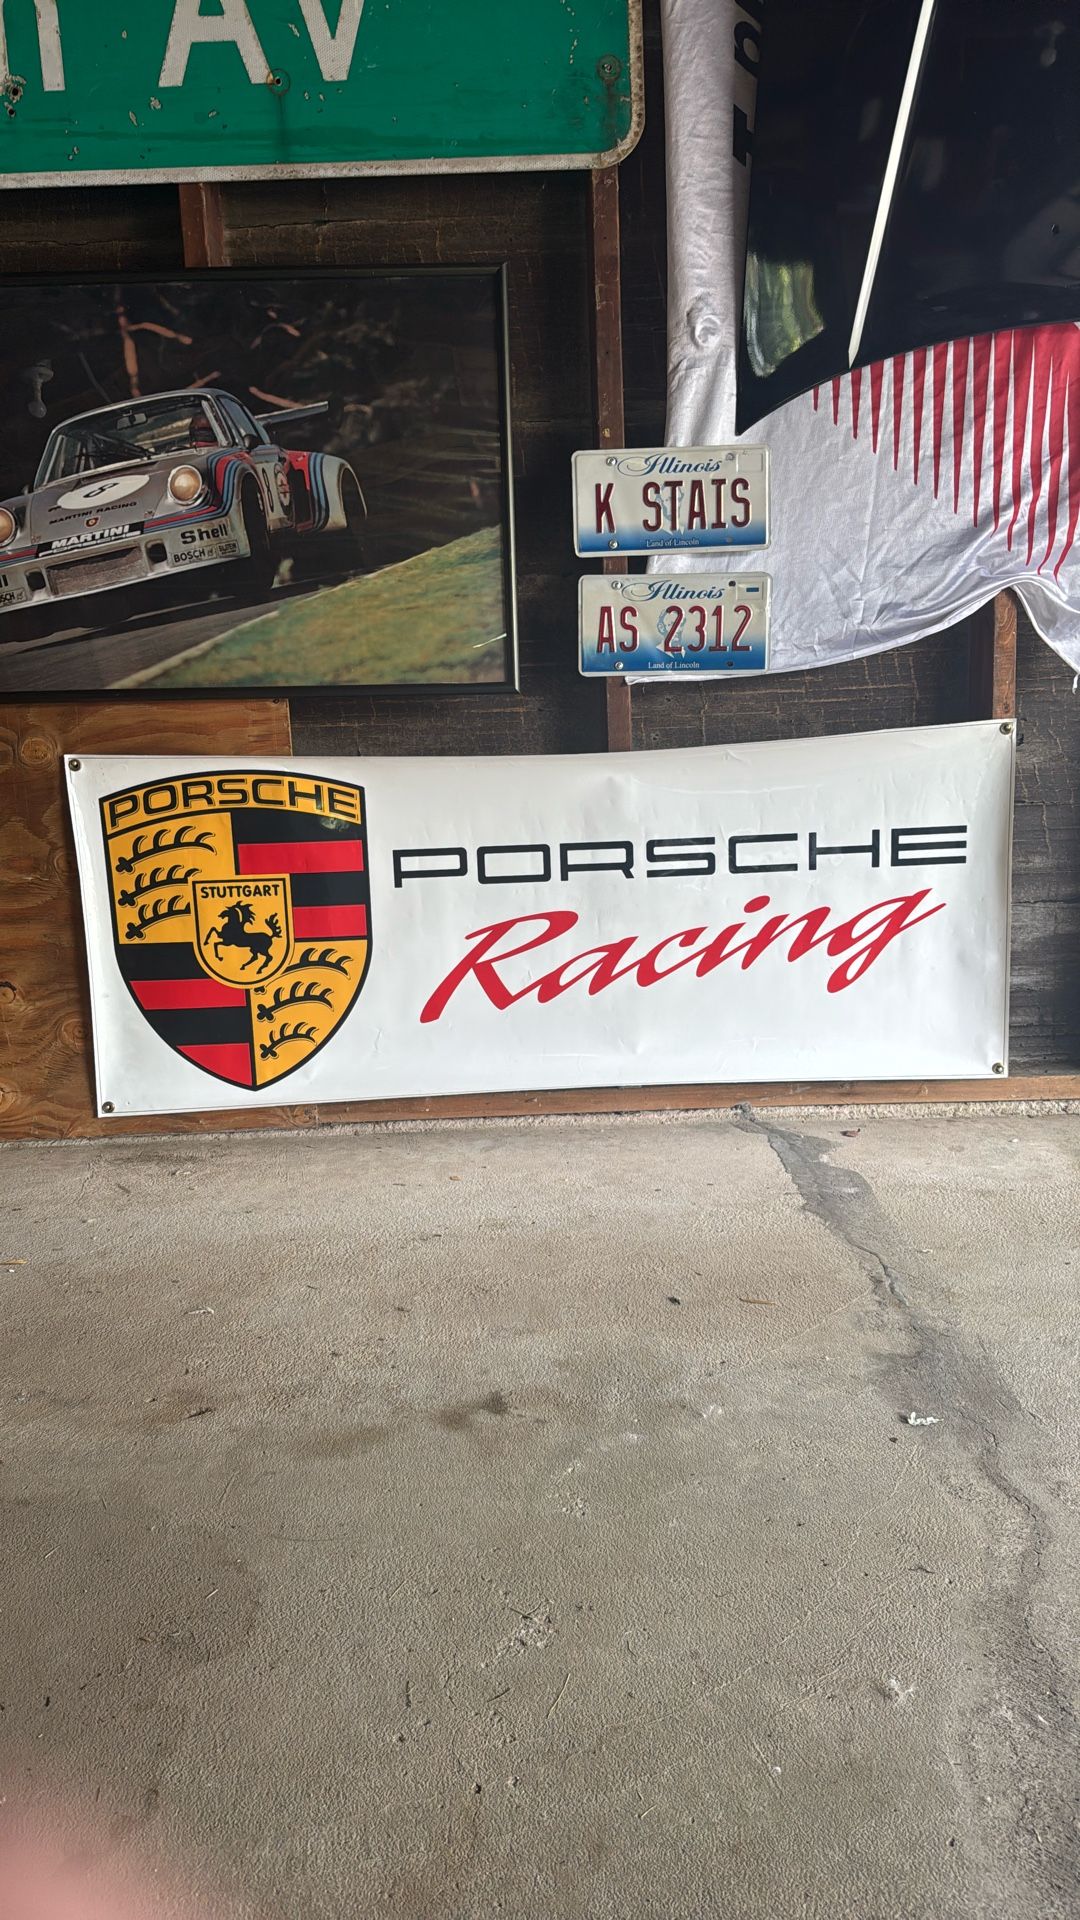 AV
8
MARTINI RACING
MARTINI
Shell
BOSCH
8
Illinois
K STAIS
Land of Lincoln
Illinois
AS 2312
Land of Lincoln
PORSCHE
STUTTGART
PORSCHE
Racing